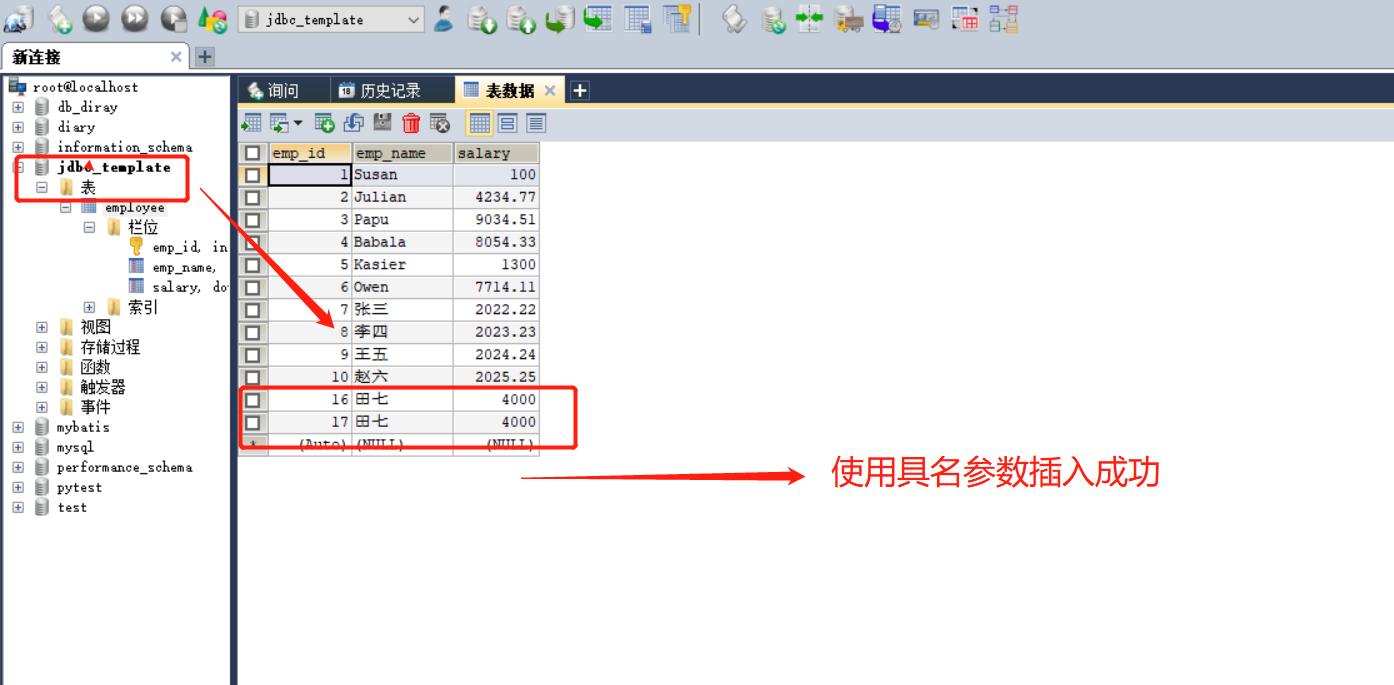 jdbc_template
新连接
root@localhost
db_diray
diary
information_schema
jdbc_template
表
employee
栏位
emp_id, in
emp_name,
salary, do
索引
视图
存储过程
函数
触发器
事件
mybatis
mysql
performance_schema
pytest
test
询问 18 历史记录 表数据
emp_id emp_name salary
1 Susan 100
2 Julian 4234.77
3 Papu 9034.51
4 Babala 8054.33
5 Kasier 1300
6 Owen 7714.11
7 张三 2022.22
8 李四 2023.23
9 王五 2024.24
10 赵六 2025.25
16 田七 4000
17 田七 4000
* (Auto) (NULL) (NULL)
使用具名参数插入成功